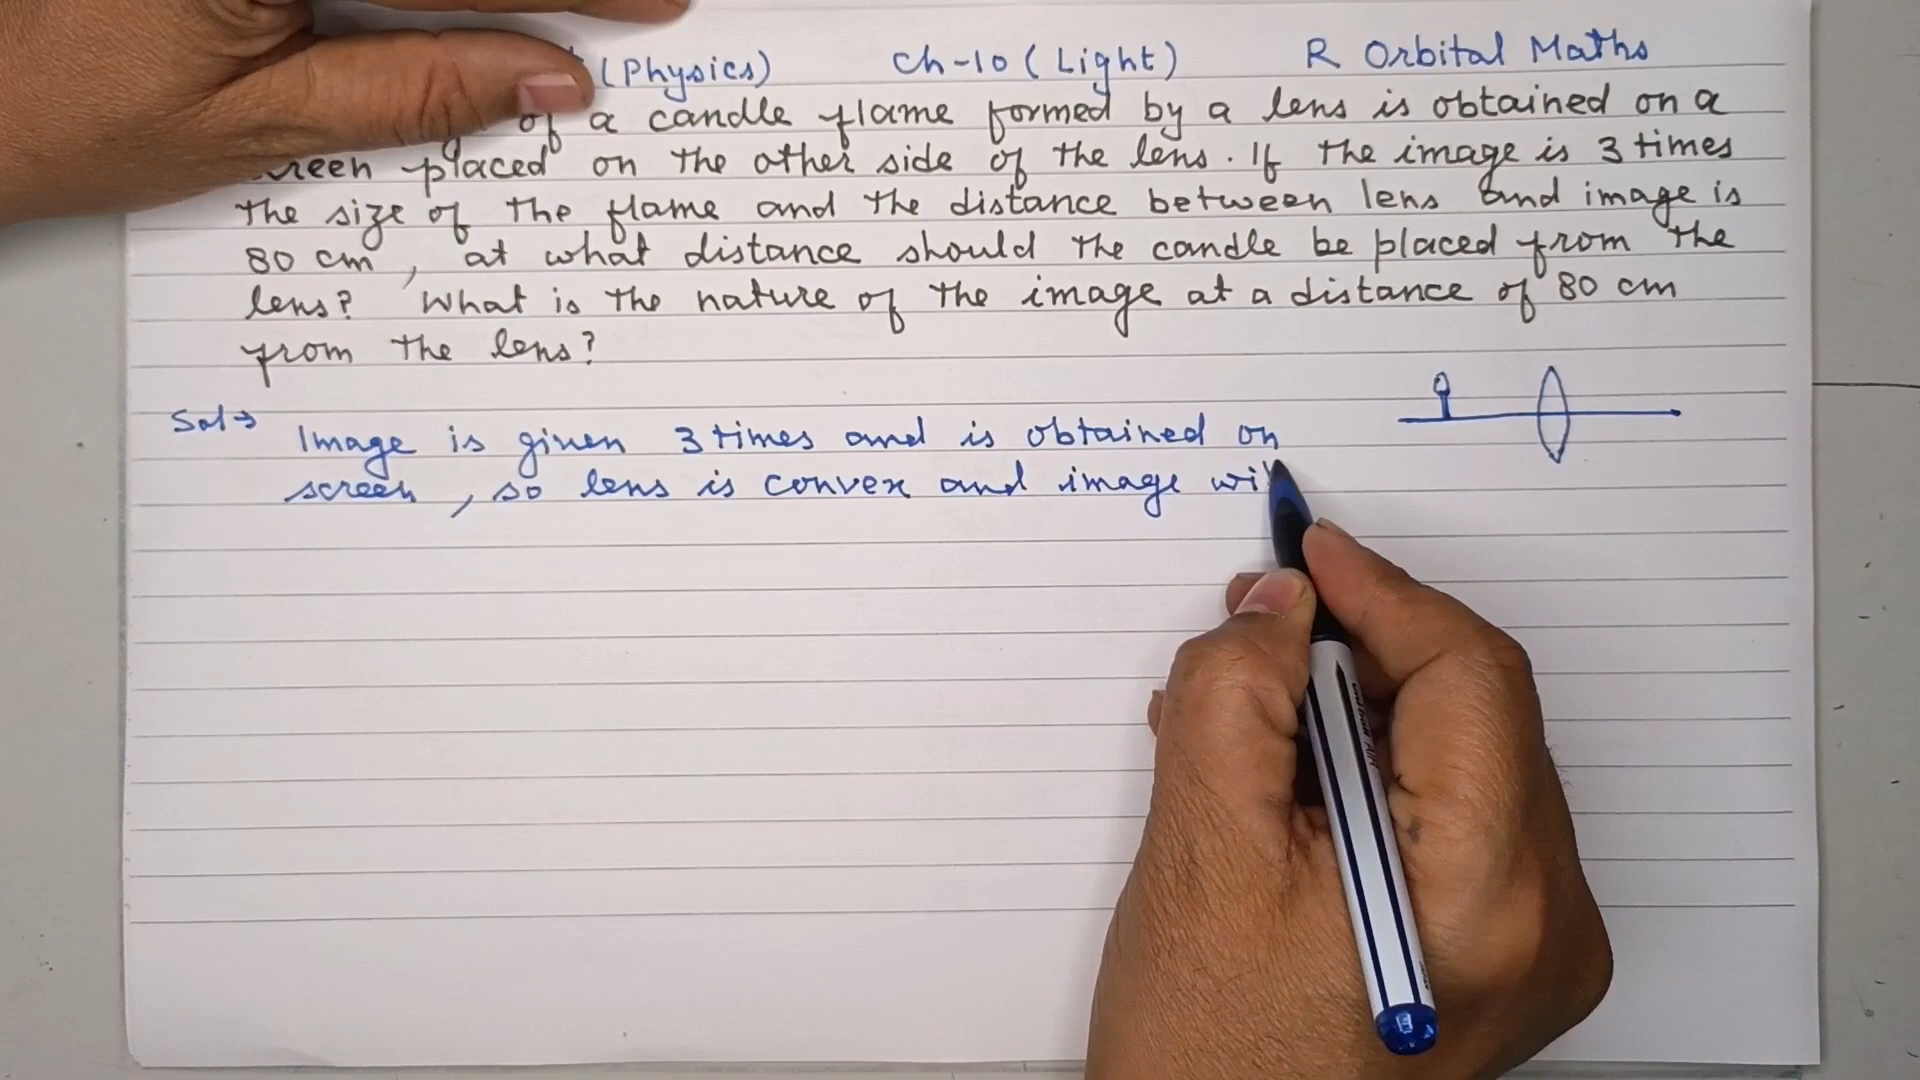 (Physics) Ch-10 (Light) R Orbital Maths
of a candle flame formed by a lens is obtained on a
placed on the other side of the lens. If the image is 3 times
the size of the flame and the distance between lens and image is
80 cm, at what distance should the candle be placed from the
lens? What is the nature of the image at a distance of 80 cm
from the lens?
Sol→ Image is given 3 times and is obtained on
screen, so lens is convex and image